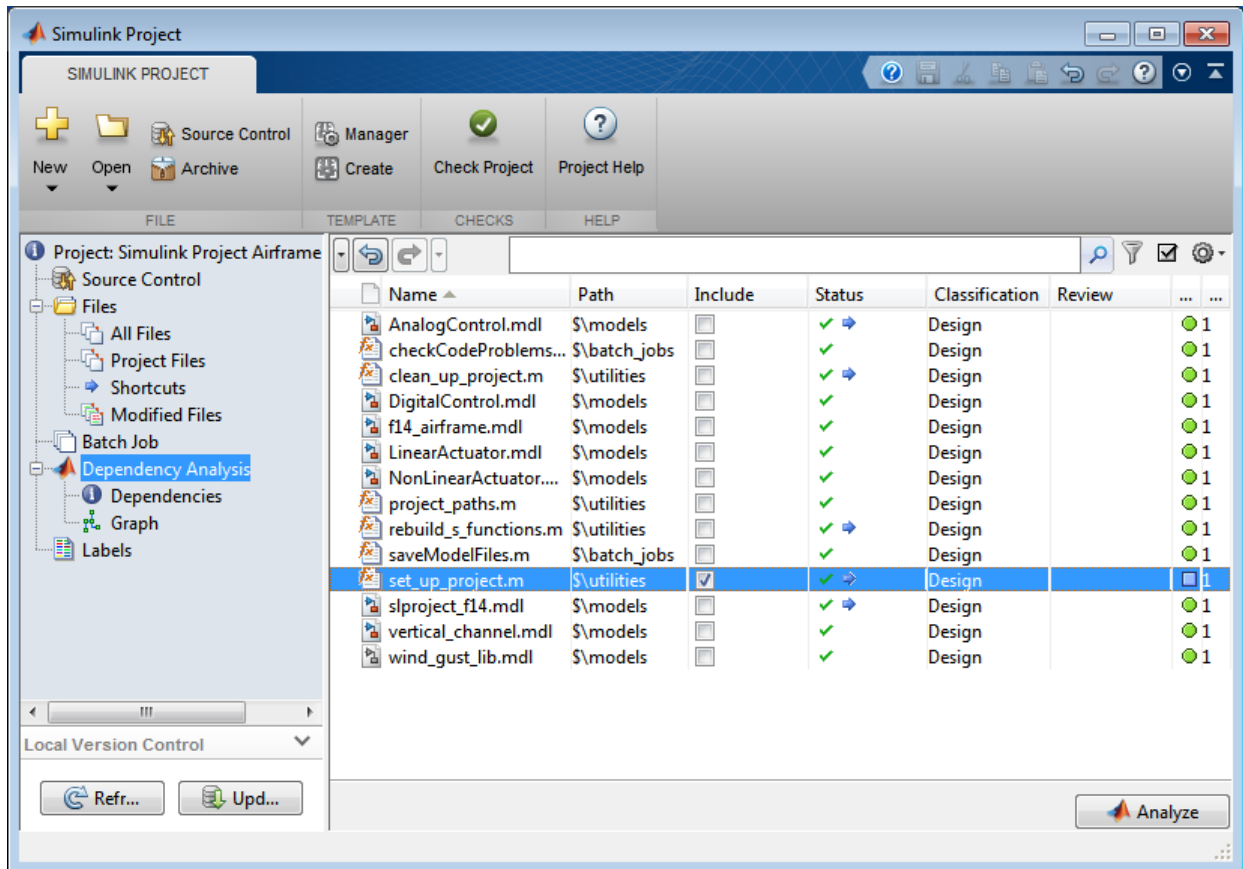 Simulink Project
SIMULINK PROJECT
New
Open
Source Control
Archive
Manager
Create
Check Project
Project Help
FILE
TEMPLATE
CHECKS
HELP
Project: Simulink Project Airframe
Source Control
Files
All Files
Project Files
Shortcuts
Modified Files
Batch Job
Dependency Analysis
Dependencies
Graph
Labels
Local Version Control
Refr...
Upd...
Name Path Include Status Classification Review ... ...
AnalogControl.mdl $\models Design 1
checkCodeProblems... $\batch_jobs Design 1
clean_up_project.m $\utilities Design 1
DigitalControl.mdl $\models Design 1
f14_airframe.mdl $\models Design 1
LinearActuator.mdl $\models Design 1
NonLinearActuator.... $\models Design 1
project_paths.m $\utilities Design 1
rebuild_s_functions.m $\utilities Design 1
saveModelFiles.m $\batch_jobs Design 1
set_up_project.m $\utilities Design 1
slproject_f14.mdl $\models Design 1
vertical_channel.mdl $\models Design 1
wind_gust_lib.mdl $\models Design 1
Analyze